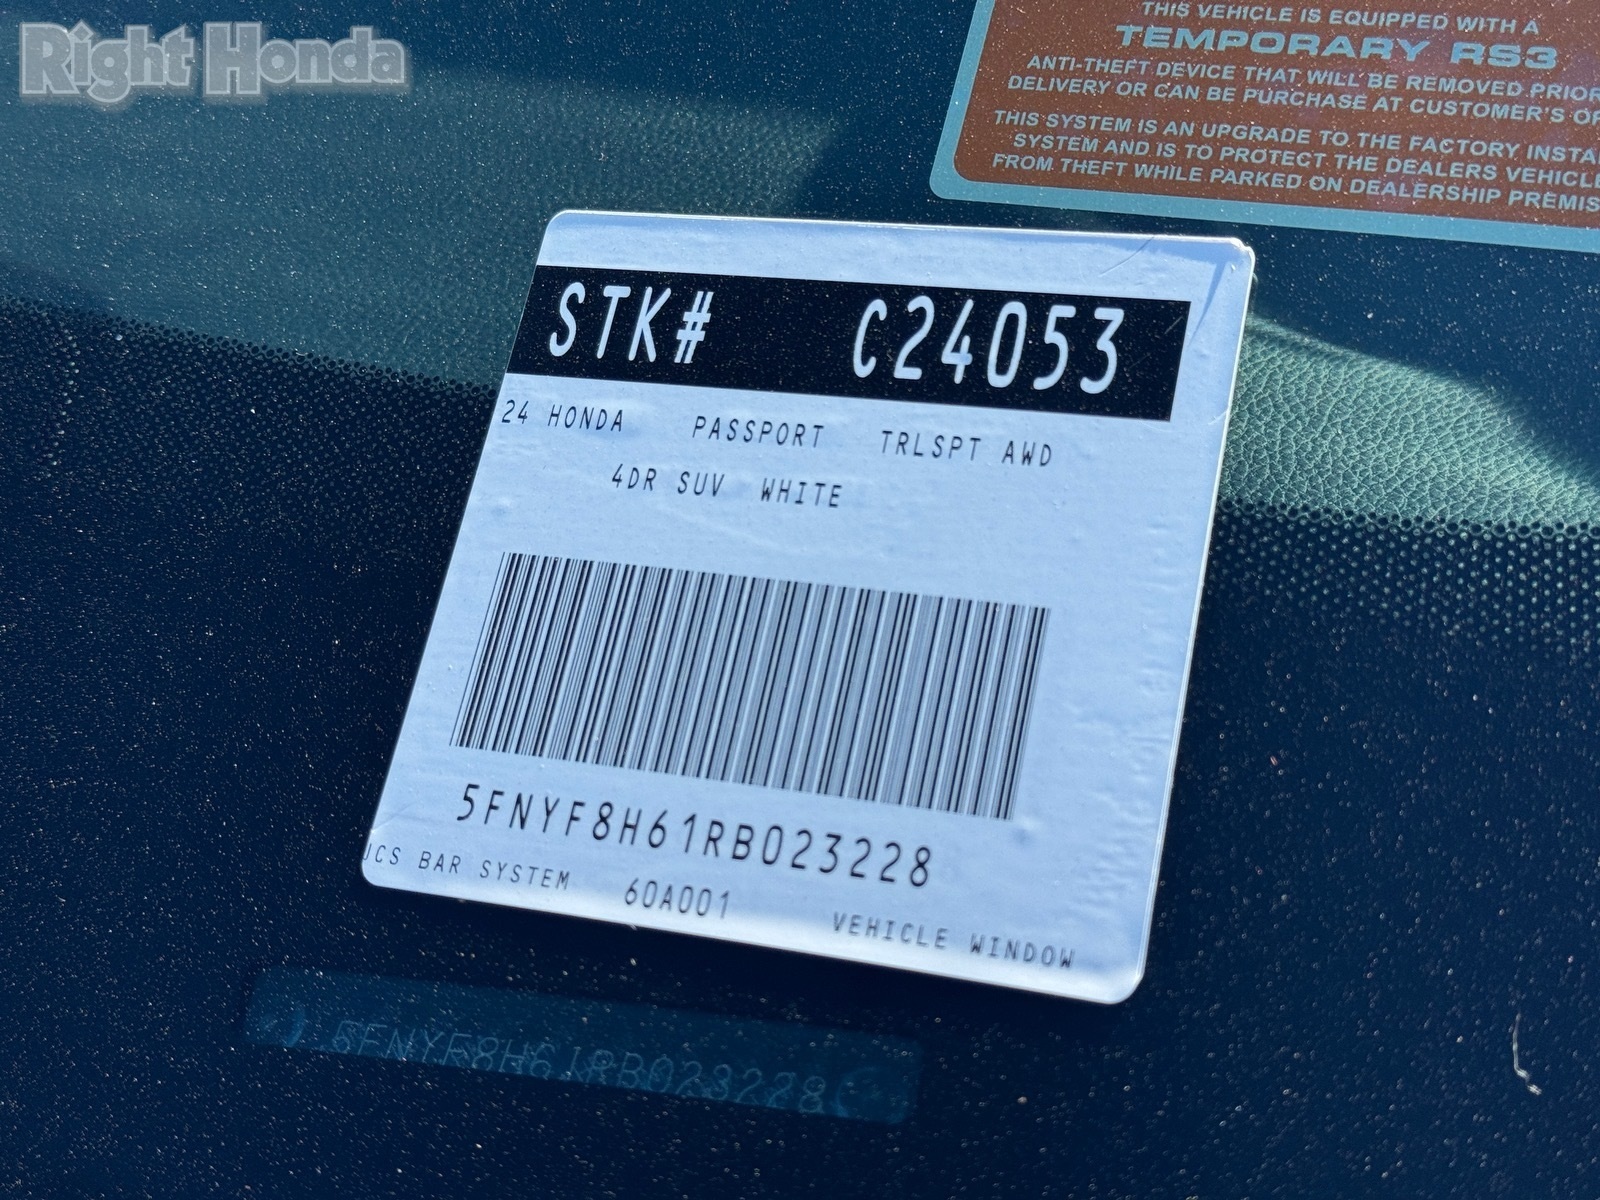 Right Honda
THIS VEHICLE IS EQUIPPED WITH A
TEMPORARY RS3
ANTI-THEFT DEVICE THAT WILL BE REMOVED PRIOR
DELIVERY OR CAN BE PURCHASE AT CUSTOMER'S
THIS SYSTEM IS AN UPGRADE TO THE FACTORY
SYSTEM AND IS TO PROTECT THE DEALERS
FROM THEFT WHILE PARKED ON DEALERSHIP
STK# C24053
24 HONDA PASSPORT TRLSPT AWD
4DR SUV WHITE
5FNYF8H61RB023228
BAR SYSTEM 60A001 VEHICLE WINDOW
5FNYF8H61RB023228